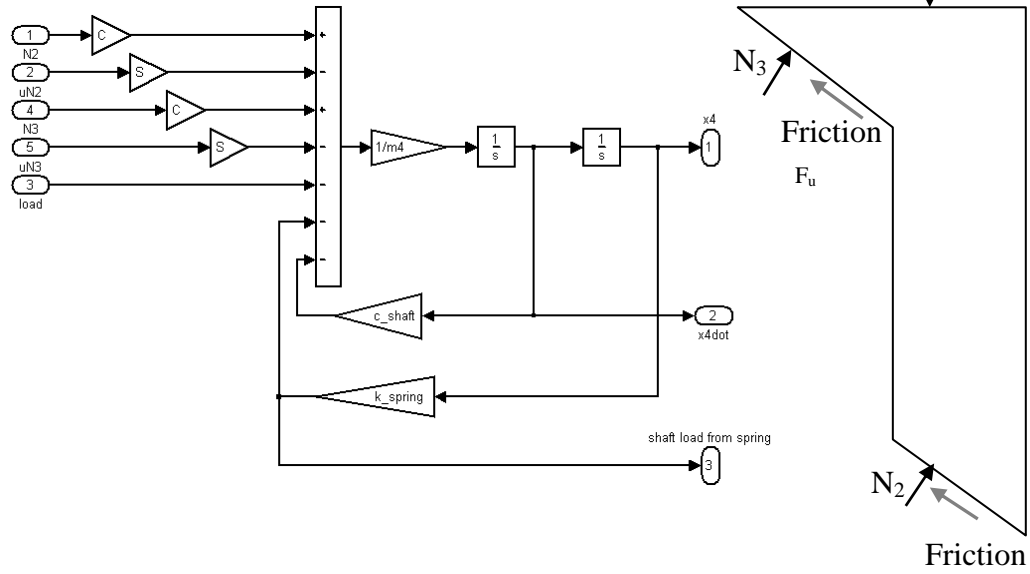 1
N2
C
+
2
uN2
S
-
4
N3
C
+
5
uN3
S
-
3
load
-
-
-
1/m4
1
s
1
s
x4
1
c_shaft
2
x4dot
k_spring
shaft load from spring
3
N3
Friction
Fu
N2
Friction